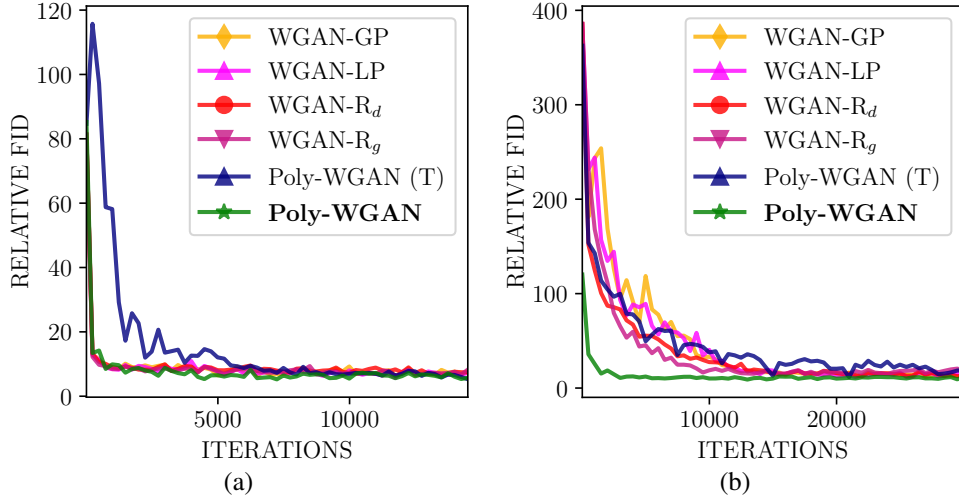 120
100
80
60
40
20
0
RELATIVE FID
WGAN-GP
WGAN-LP
WGAN-R_d
WGAN-R_g
Poly-WGAN (T)
Poly-WGAN
5000 10000
ITERATIONS
(a)
400
300
200
100
0
RELATIVE FID
WGAN-GP
WGAN-LP
WGAN-R_d
WGAN-R_g
Poly-WGAN (T)
Poly-WGAN
10000 20000
ITERATIONS
(b)